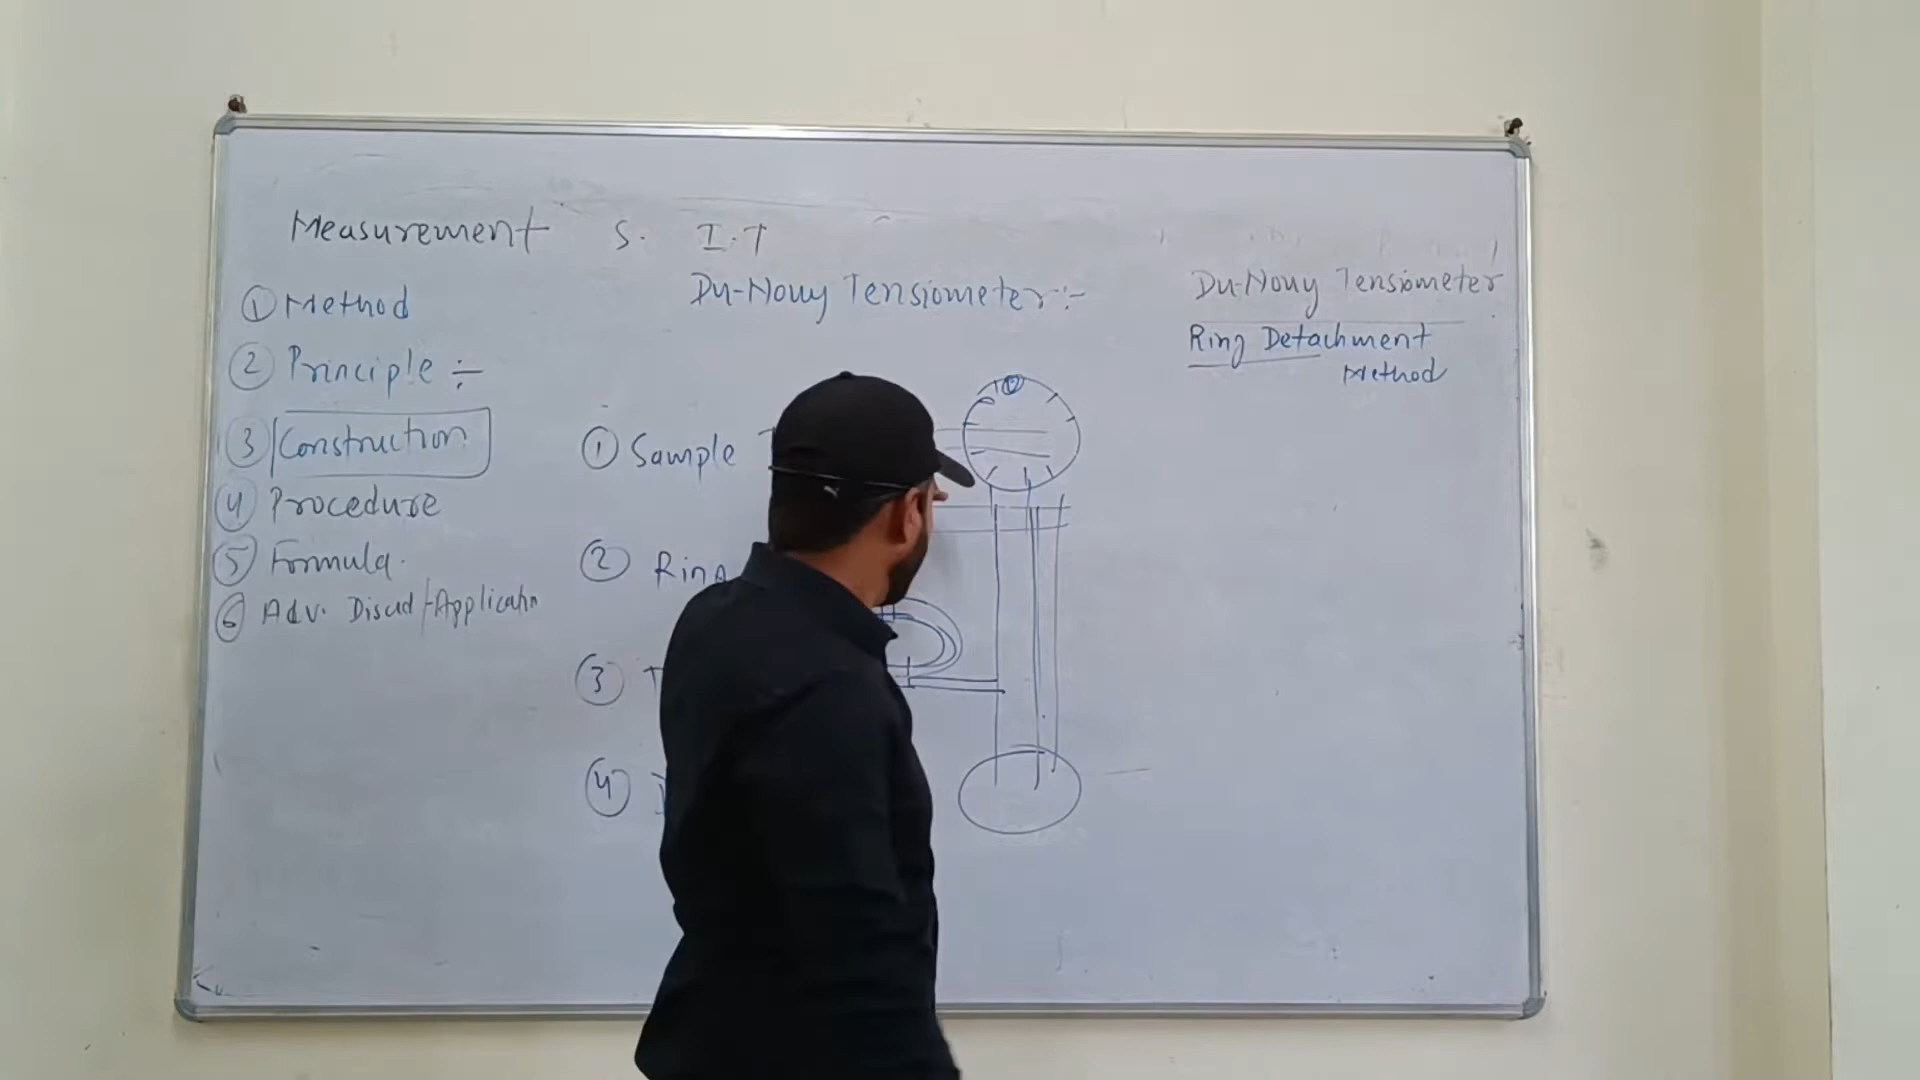 Measurement S. I.T
① Method
② Principle ÷
③ Construction
④ Procedure
⑤ Formula.
⑥ Adv. Disad/Applicatn
Du-Nouy Tensiometer:-
① Sample T
② Ring
③ T
④
Du-Nouy Tensiometer
Ring Detachment
Method